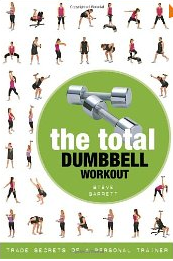 the total
DUMBBELL
WORKOUT
STEVE
BARRETT
TRADE SECRETS OF A PERSONAL TRAINER